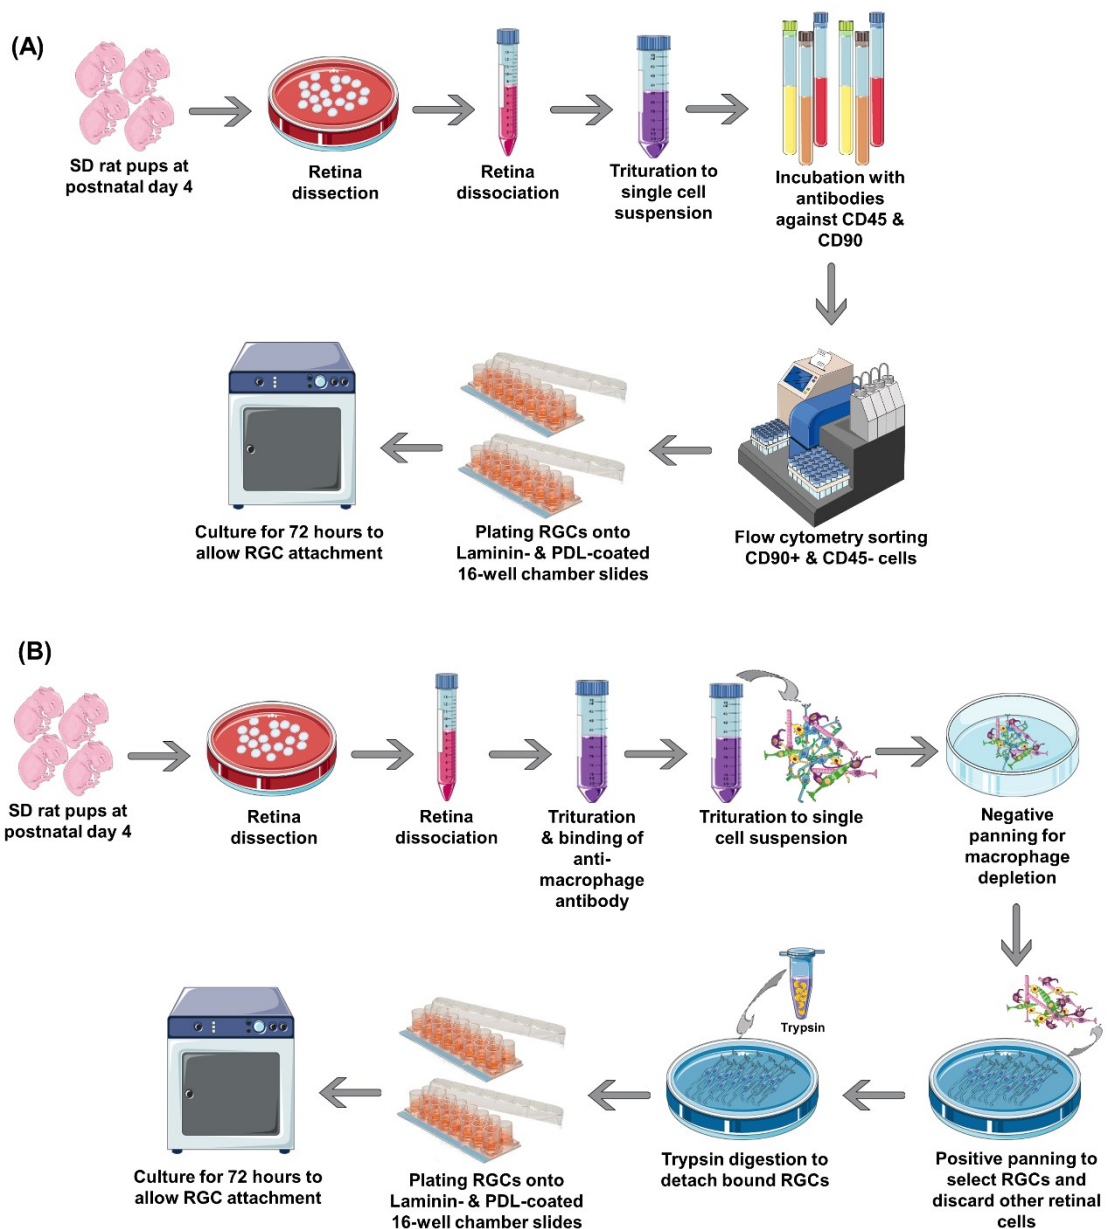 (A)
SD rat pups at
postnatal day 4
Retina
dissection
Retina
dissociation
Trituration to
single cell
suspension
Incubation with
antibodies
against CD45 &
CD90
Culture for 72 hours to
allow RGC attachment
Plating RGCs onto
Laminin- & PDL-coated
16-well chamber slides
Flow cytometry sorting
CD90+ & CD45- cells
(B)
SD rat pups at
postnatal day 4
Retina
dissection
Retina
dissociation
Trituration
& binding of
anti-
macrophage
antibody
Trituration to single
cell suspension
Negative
panning for
macrophage
depletion
Trypsin
Culture for 72 hours to
allow RGC attachment
Plating RGCs onto
Laminin- & PDL-coated
16-well chamber slides
Trypsin digestion to
detach bound RGCs
Positive panning to
select RGCs and
discard other retinal
cells